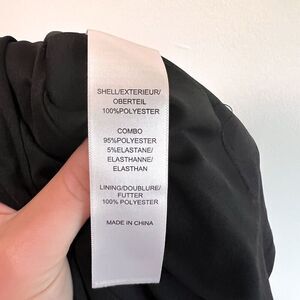 SHELL/EXTERIEUR/
OBERTEIL
100%POLYESTER
COMBO
95%POLYESTER
5%ELASTANE/
ELASTHANNE/
ELASTHAN
LINING/DOUBLURE/
FUTTER
100% POLYESTER
MADE IN CHINA